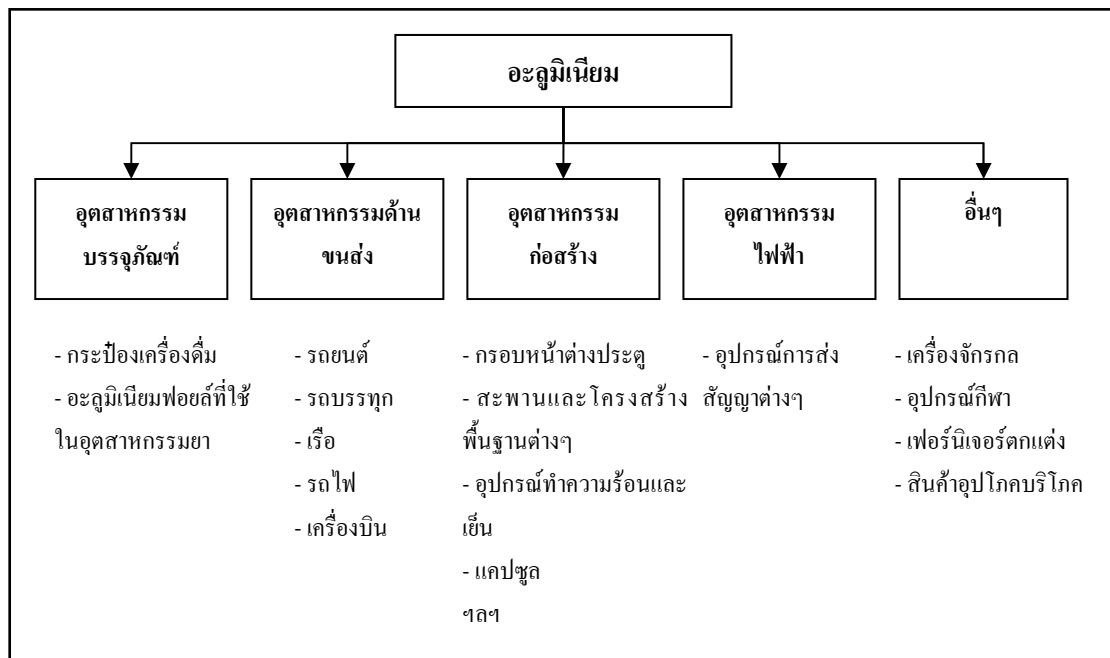 อะลูมิเนียม
อุตสาหกรรม
บรรจุภัณฑ์
อุตสาหกรรมด้าน
ขนส่ง
อุตสาหกรรม
ก่อสร้าง
อุตสาหกรรม
ไฟฟ้า
อื่นๆ
- กระป๋องเครื่องดื่ม
- อะลูมิเนียมฟอยล์ที่ใช้
ในอุตสาหกรรมยา
- รถยนต์
- รถบรรทุก
- เรือ
- รถไฟ
- เครื่องบิน
- กรอบหน้าต่างประตู
- สะพานและโครงสร้าง
พื้นฐานต่างๆ
- อุปกรณ์ทำความร้อนและ
เย็น
- แคปซูล
ฯลฯ
- อุปกรณ์การส่ง
สัญญาต่างๆ
- เครื่องจักรกล
- อุปกรณ์กีฬา
- เฟอร์นิเจอร์ตกแต่ง
- สินค้าอุปโภคบริโภค